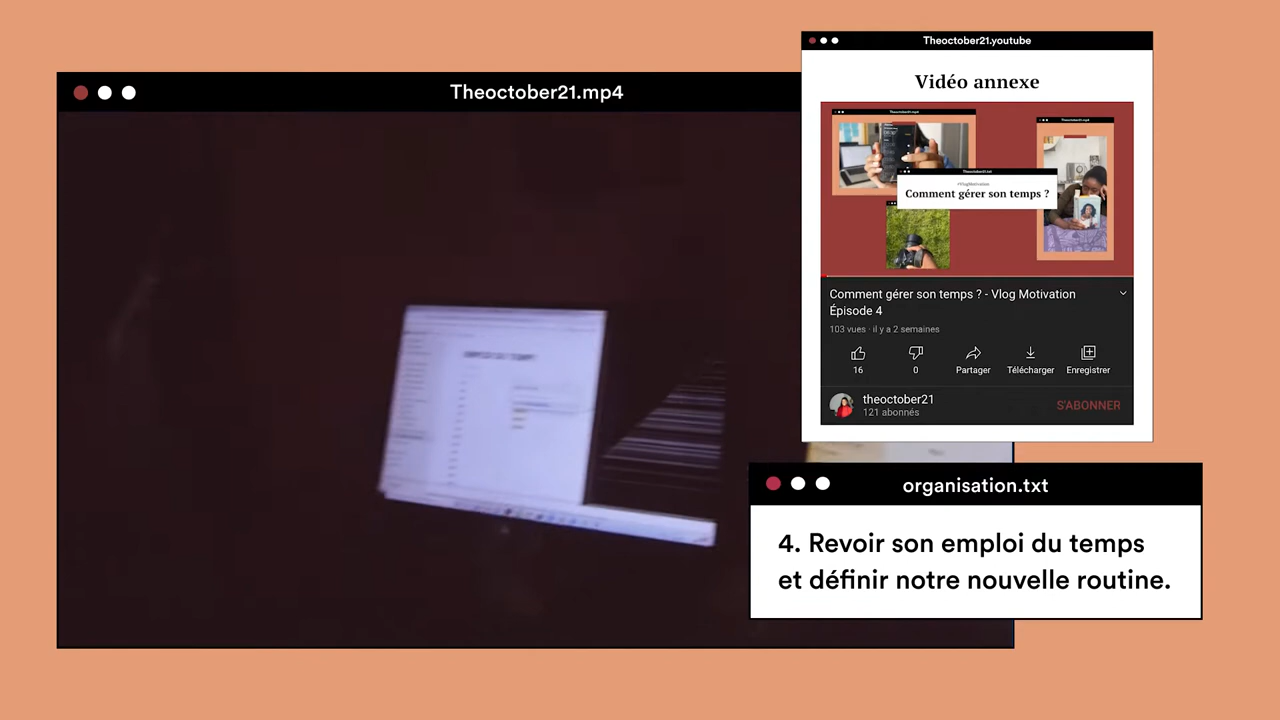 Theoctober21.mp4
Theoctober21.youtube
Vidéo annexe
#VlogMotivation
Comment gérer son temps ?
Comment gérer son temps ? - Vlog Motivation
Épisode 4
103 vues · il y a 2 semaines
16
0
Partager
Télécharger
Enregistrer
theoctober21
121 abonnés
S'ABONNER
organisation.txt
4. Revoir son emploi du temps
et définir notre nouvelle routine.